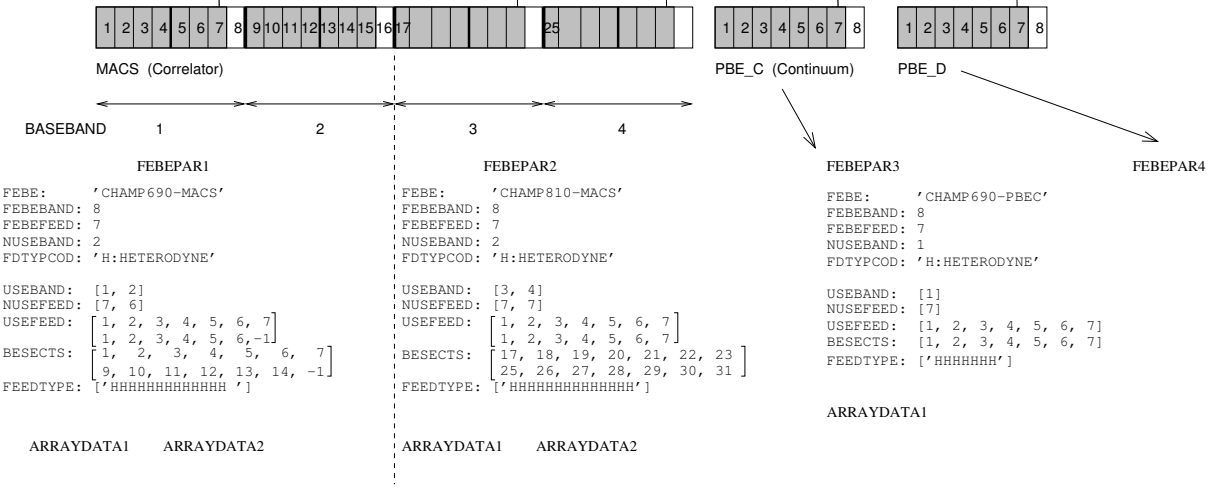 1 2 3 4 5 6 7 8 9 10 11 12 13 14 15 16 17 25
1 2 3 4 5 6 7 8
1 2 3 4 5 6 7 8
MACS (Correlator)
PBE_C (Continuum)
PBE_D
BASEBAND 1 2 3 4
FEBEPAR1
FEBE: 'CHAMP690-MACS'
FEBEBAND: 8
FEBEFEED: 7
NUSEBAND: 2
FDTYPCOD: 'H:HETERODYNE'
USEBAND: [1, 2]
NUSEFEED: [7, 6]
USEFEED: [1, 2, 3, 4, 5, 6, 7
1, 2, 3, 4, 5, 6,-1]
BESECTS: [1, 2, 3, 4, 5, 6, 7
9, 10, 11, 12, 13, 14, -1]
FEEDTYPE: ['HHHHHHHHHHHHH ']
ARRAYDATA1 ARRAYDATA2
FEBEPAR2
FEBE: 'CHAMP810-MACS'
FEBEBAND: 8
FEBEFEED: 7
NUSEBAND: 2
FDTYPCOD: 'H:HETERODYNE'
USEBAND: [3, 4]
NUSEFEED: [7, 7]
USEFEED: [1, 2, 3, 4, 5, 6, 7
1, 2, 3, 4, 5, 6, 7]
BESECTS: [17, 18, 19, 20, 21, 22, 23
25, 26, 27, 28, 29, 30, 31]
FEEDTYPE: ['HHHHHHHHHHHHHH']
ARRAYDATA1 ARRAYDATA2
FEBEPAR3
FEBE: 'CHAMP690-PBEC'
FEBEBAND: 8
FEBEFEED: 7
NUSEBAND: 1
FDTYPCOD: 'H:HETERODYNE'
USEBAND: [1]
NUSEFEED: [7]
USEFEED: [1, 2, 3, 4, 5, 6, 7]
BESECTS: [1, 2, 3, 4, 5, 6, 7]
FEEDTYPE: ['HHHHHHH']
ARRAYDATA1
FEBEPAR4